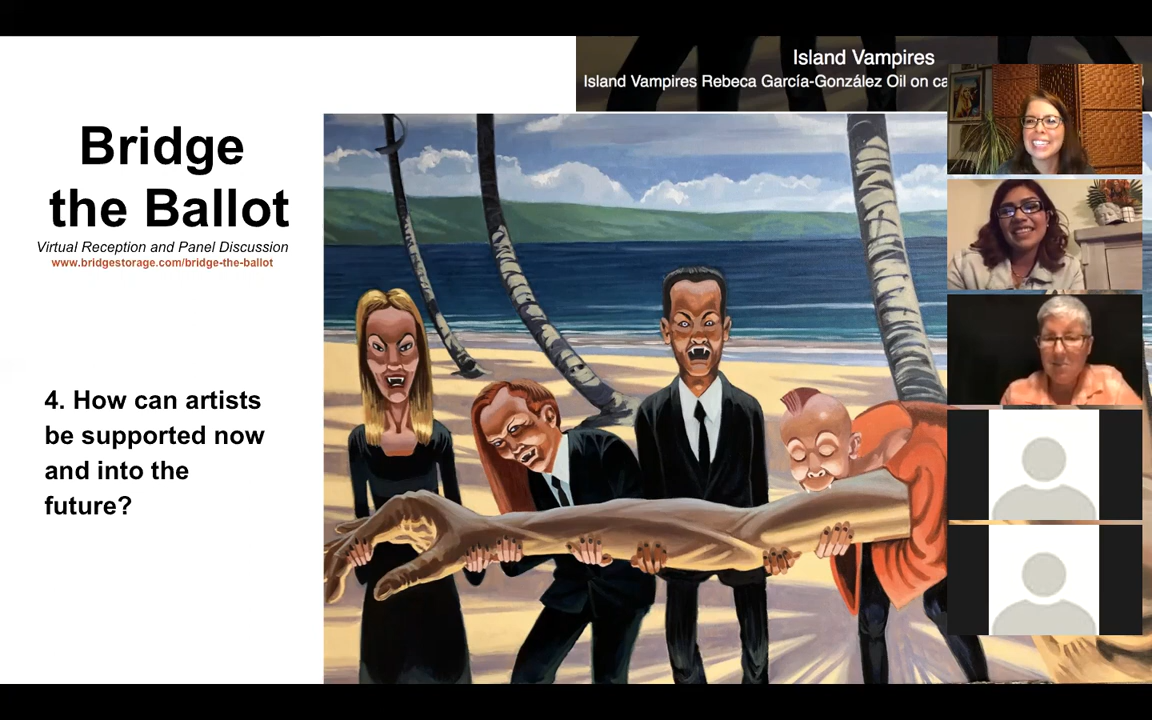 Bridge
the Ballot
Virtual Reception and Panel Discussion
www.bridgestorage.com/bridge-the-ballot
4. How can artists
be supported now
and into the
future?
Island Vampires
Island Vampires Rebeca García-González Oil on